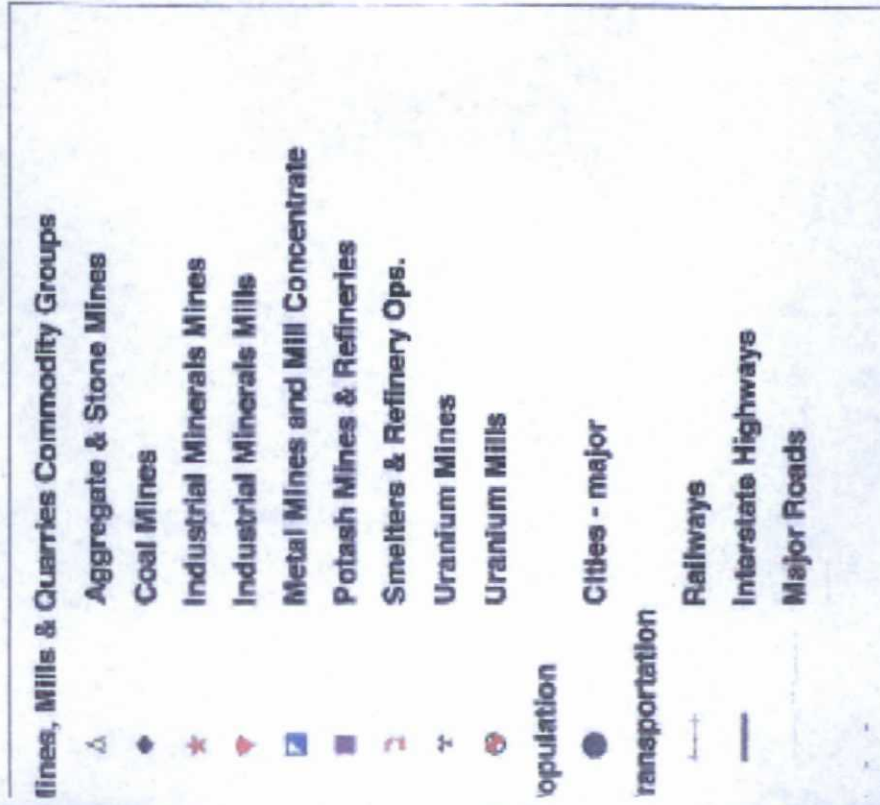 lines, Mills & Quarries Commodity Groups
Aggregate & Stone Mines
Coal Mines
Industrial Minerals Mines
Industrial Minerals Mills
Metal Mines and Mill Concentrate
Potash Mines & Refineries
Smelters & Refinery Ops.
Uranium Mines
Uranium Mills
opulation
Cities - major
ransportation
Railways
Interstate Highways
Major Roads